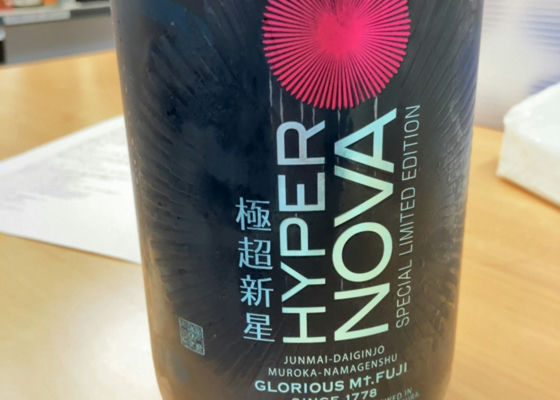 極超新星
HYPER
NOVA
SPECIAL LIMITED EDITION
JUNMAI-DAIGINJO
MUROKA-NAMAGENSHU
GLORIOUS MT.FUJI
SINCE 1778